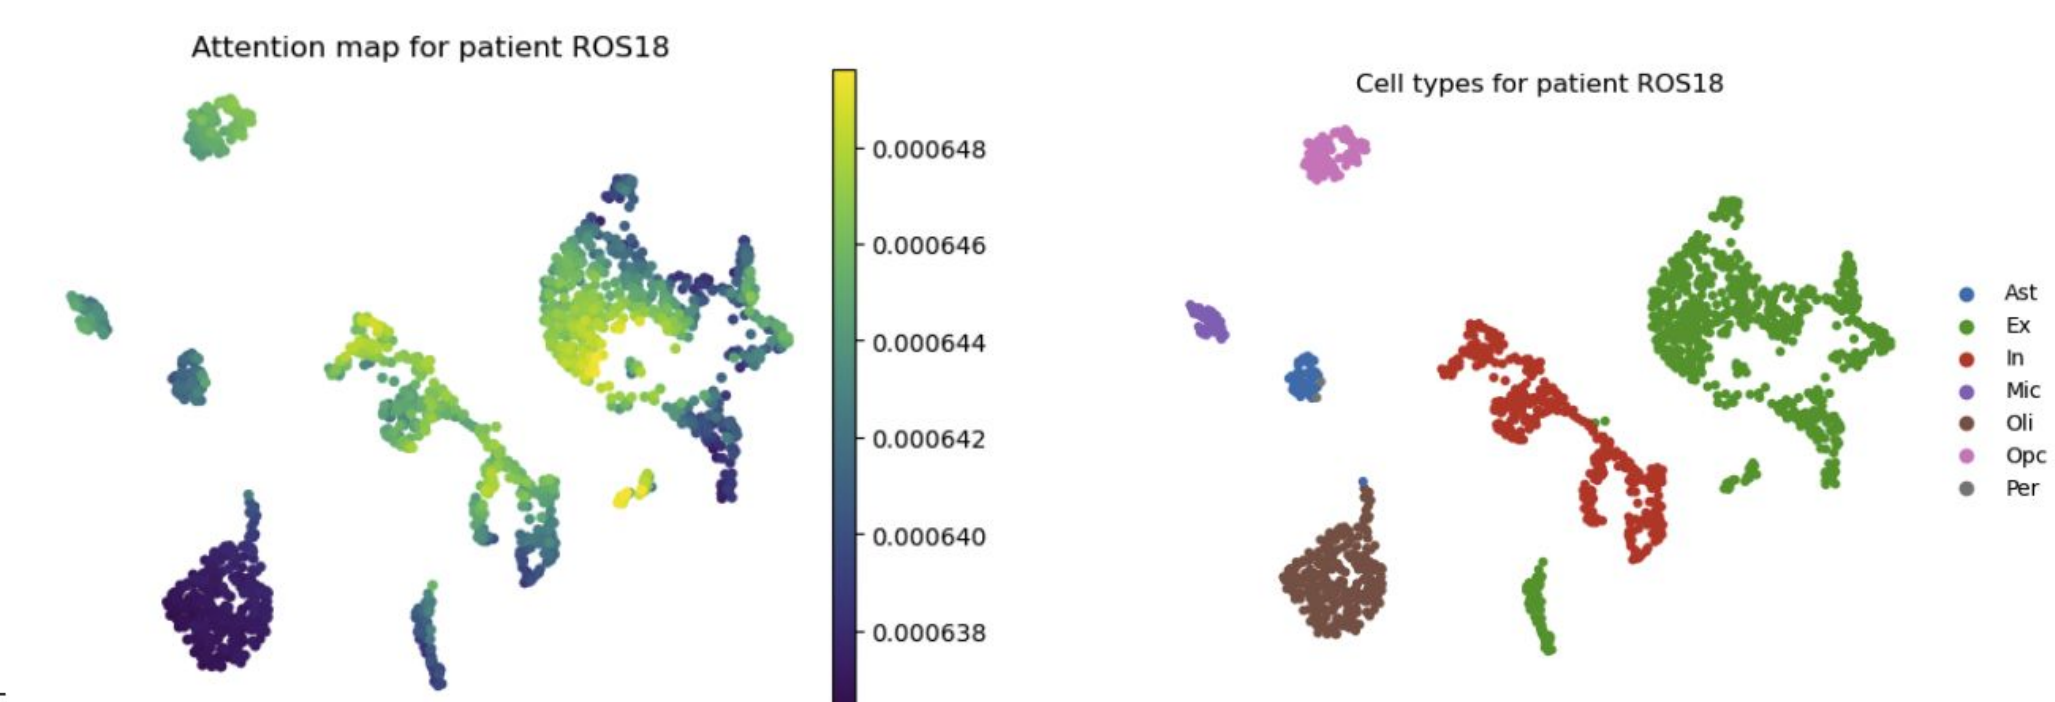 Attention map for patient ROS18
0.000648
0.000646
0.000644
0.000642
0.000640
0.000638
Cell types for patient ROS18
Ast
Ex
In
Mic
Oli
Opc
Per